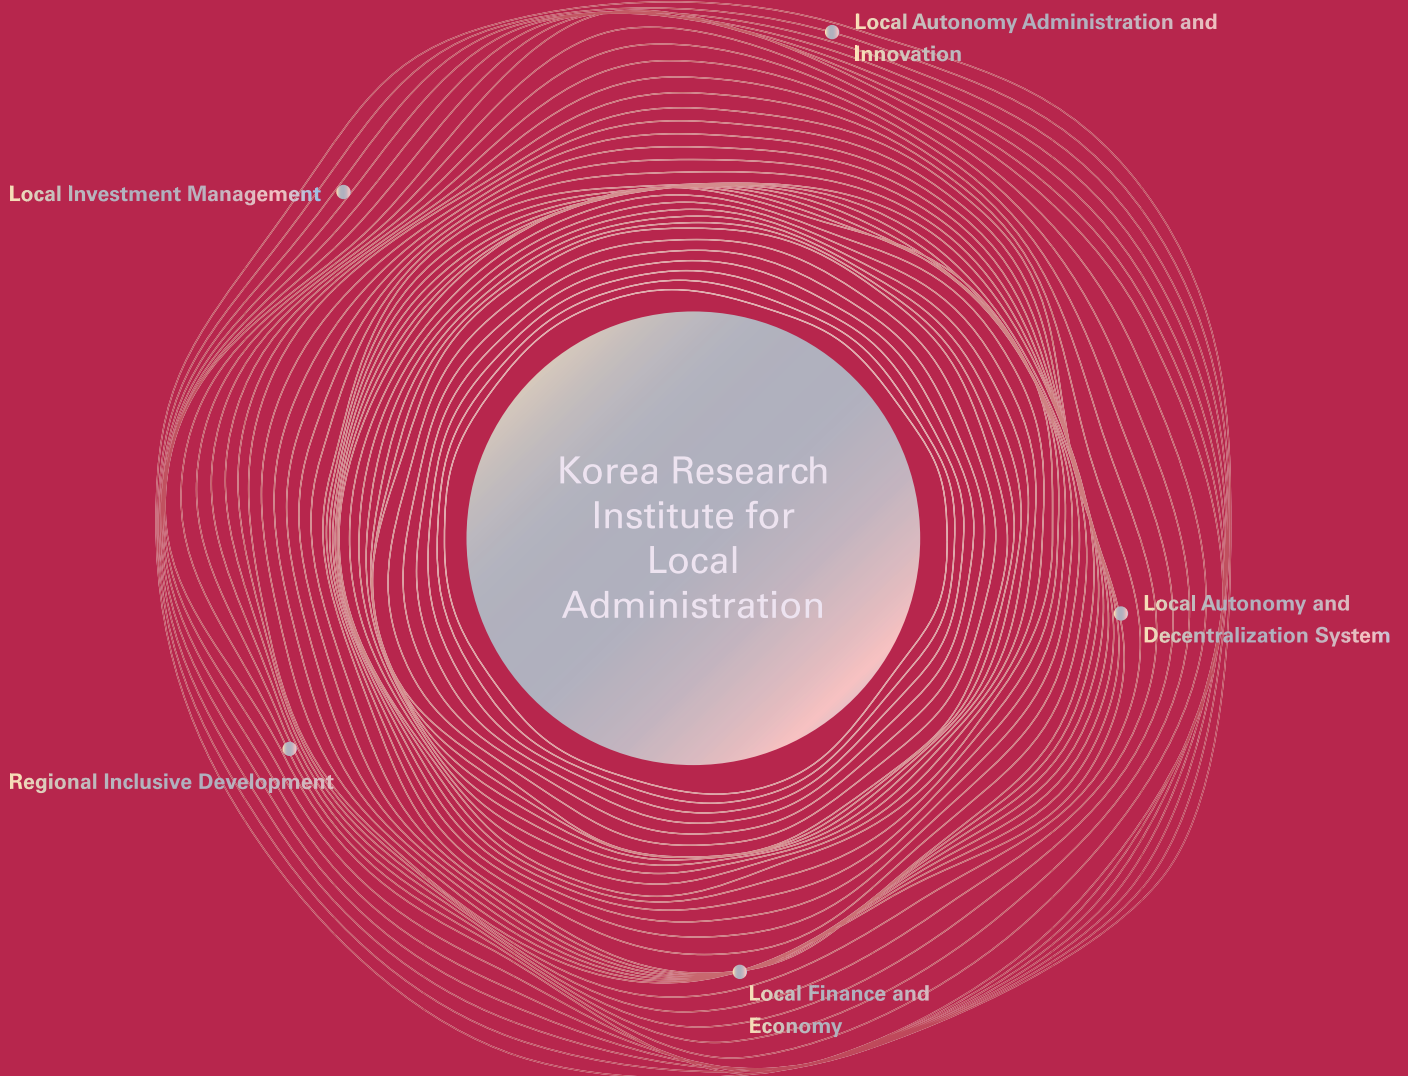 Local Autonomy Administration and
Innovation
Local Investment Management
Korea Research
Institute for
Local
Administration
Local Autonomy and
Decentralization System
Regional Inclusive Development
Local Finance and
Economy